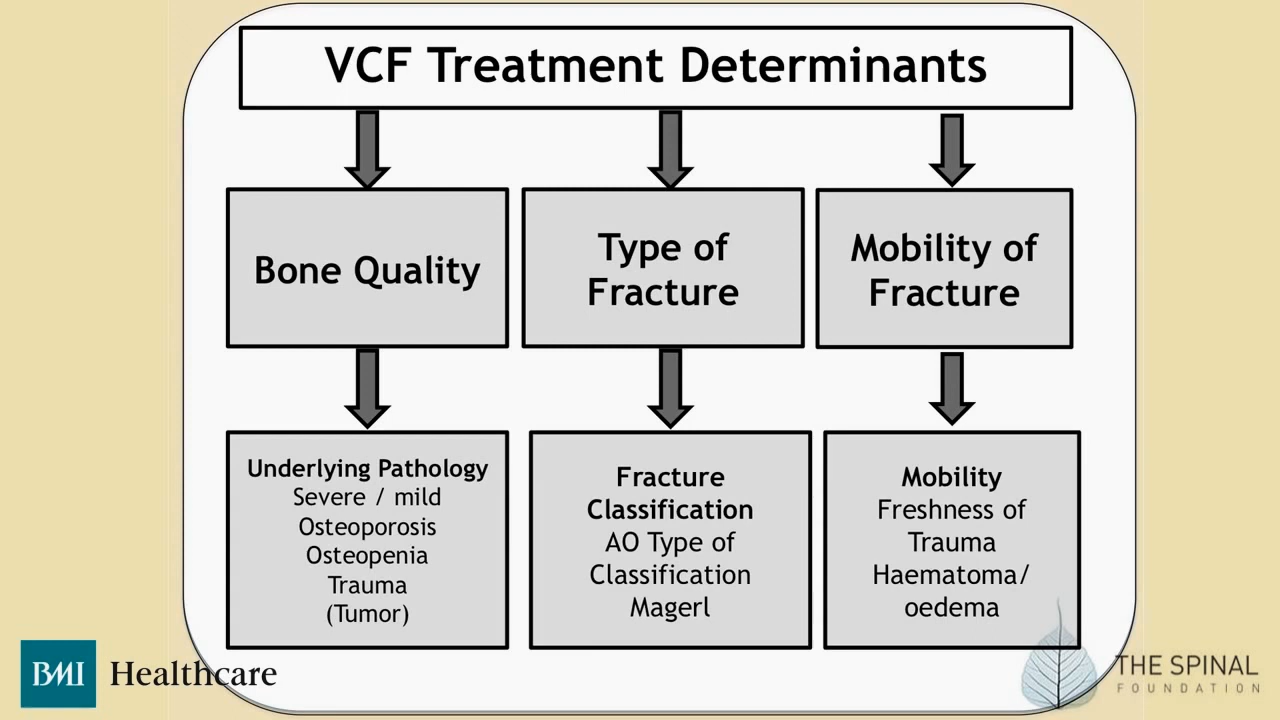 VCF Treatment Determinants
Bone Quality
Type of
Fracture
Mobility of
Fracture
Underlying Pathology
Severe / mild
Osteoporosis
Osteopenia
Trauma
(Tumor)
Fracture
Classification
AO Type of
Classification
Magerl
Mobility
Freshness of
Trauma
Haematoma/
oedema
BMI Healthcare
THE SPINAL
FOUNDATION